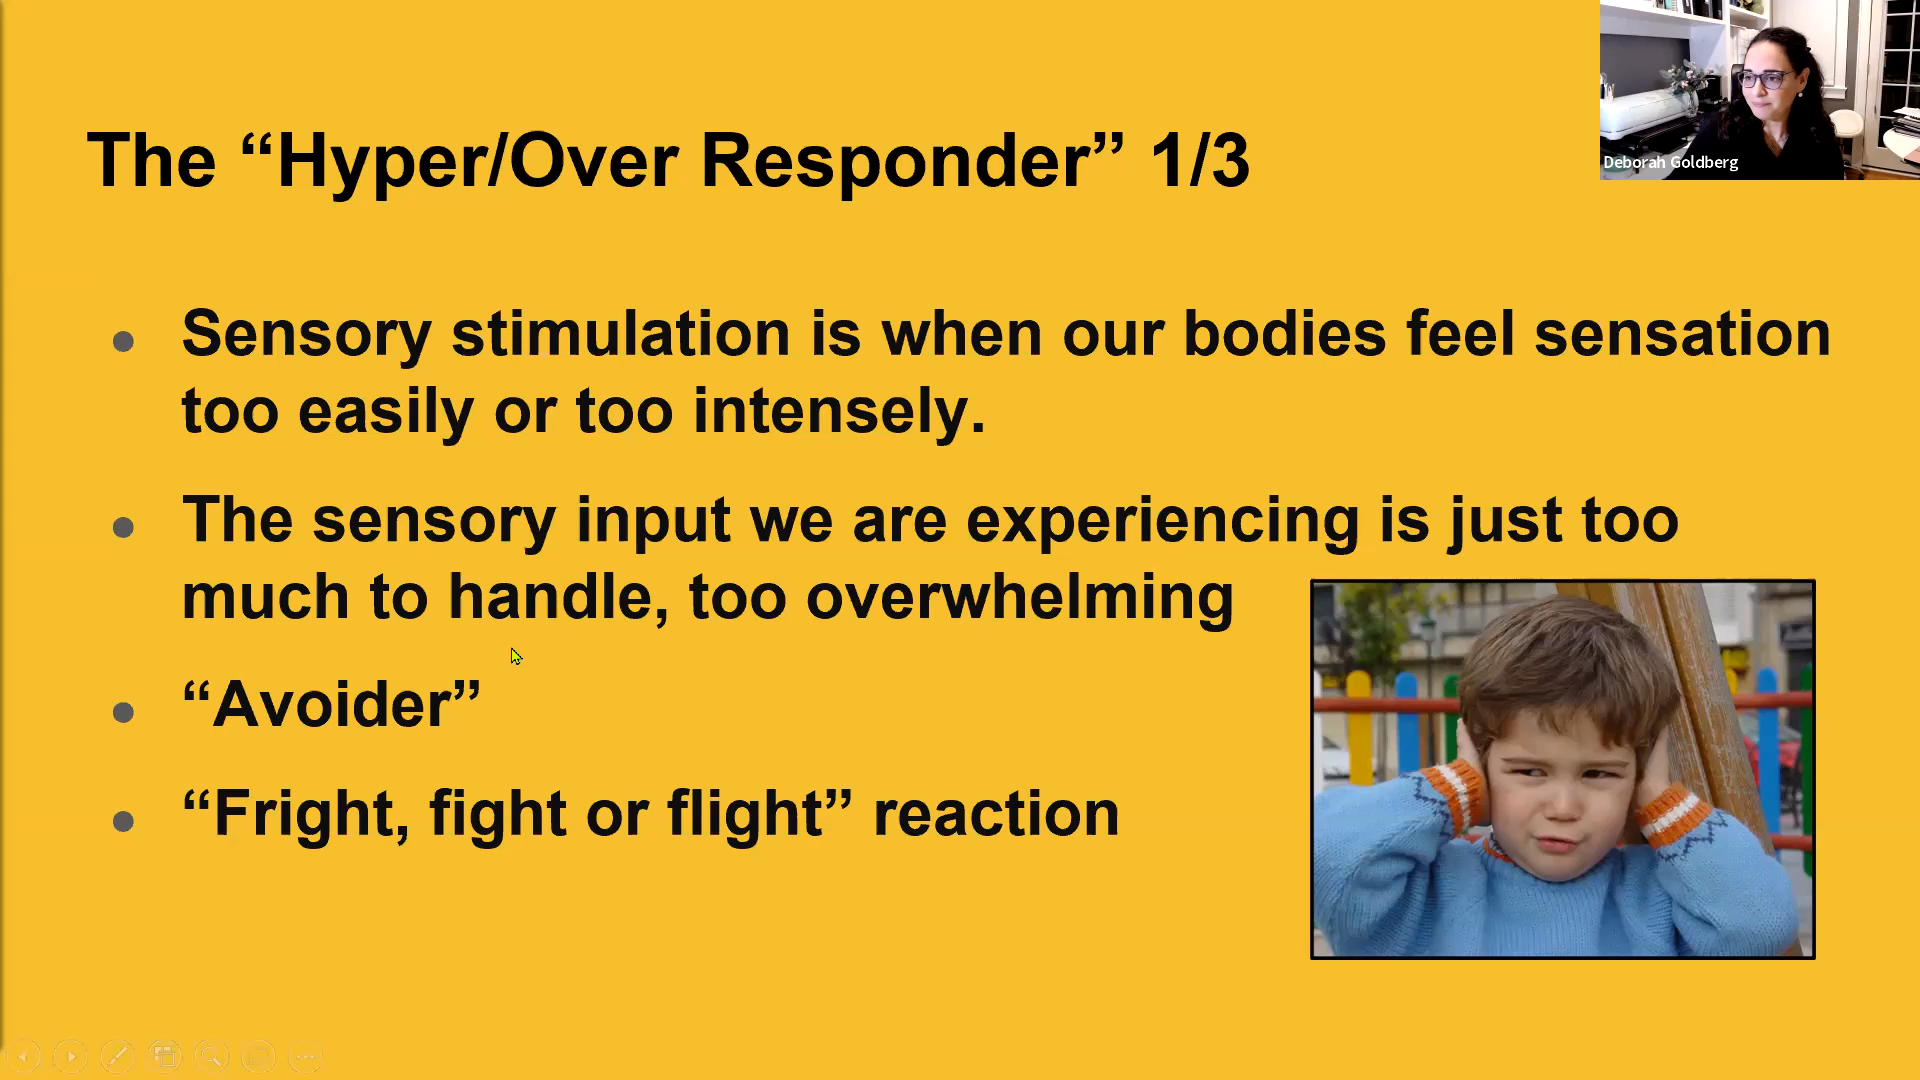 The “Hyper/Over Responder” 1/3
Deborah Goldberg
Sensory stimulation is when our bodies feel sensation
too easily or too intensely.
The sensory input we are experiencing is just too
much to handle, too overwhelming
“Avoider”
“Fright, fight or flight” reaction